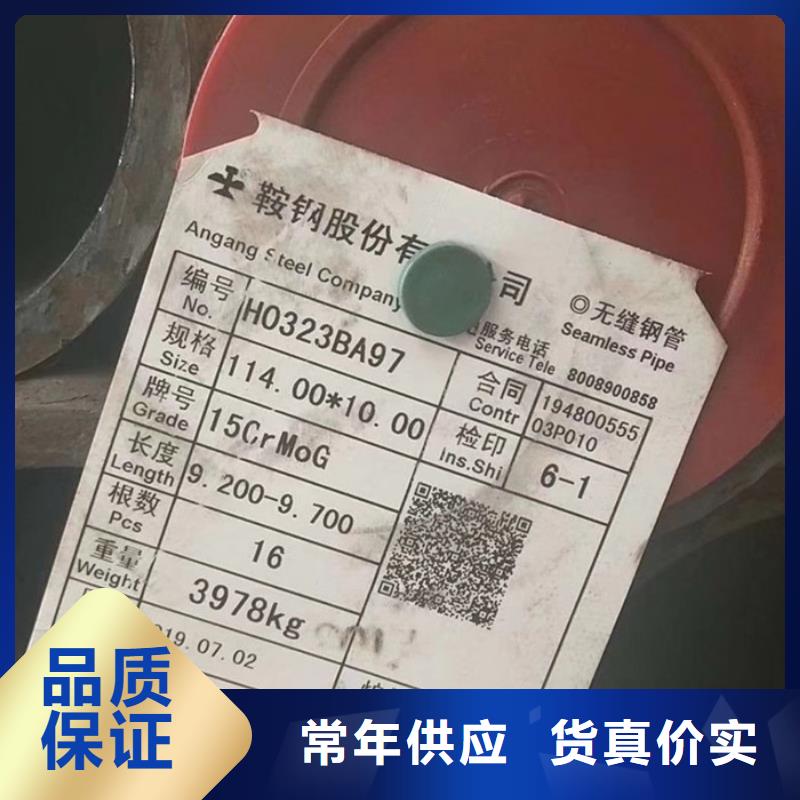 鞍钢股份有 司
Angang Steel Company
◎无缝钢管
Seamless Pipe
服务电话
Service Tele 8008900858
编号
No.
H0323BA97
合同
Contr
194800555
03P010
规格
Size
114.00*10.00
检印
Ins.Shi
6-1
牌号
Grade
15CrMoG
长度
Length
9.200-9.700
根数
Pcs
16
重量
Weight
3978kg
019.07.02
品质
保证
常年供应 货真价实